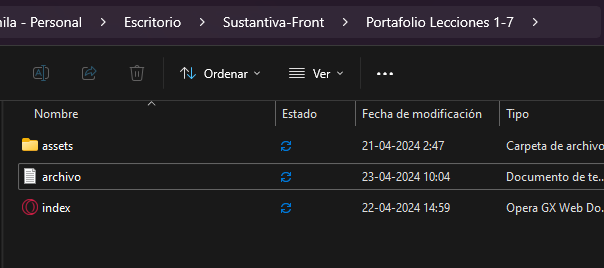 nila - Personal > Escritorio > Sustantiva-Front > Portafolio Lecciones 1-7 >
Ordenar Ver ...
Nombre Estado Fecha de modificación Tipo
assets 21-04-2024 2:47 Carpeta de archivo
archivo 23-04-2024 10:04 Documento de te...
index 22-04-2024 14:59 Opera GX Web Do...